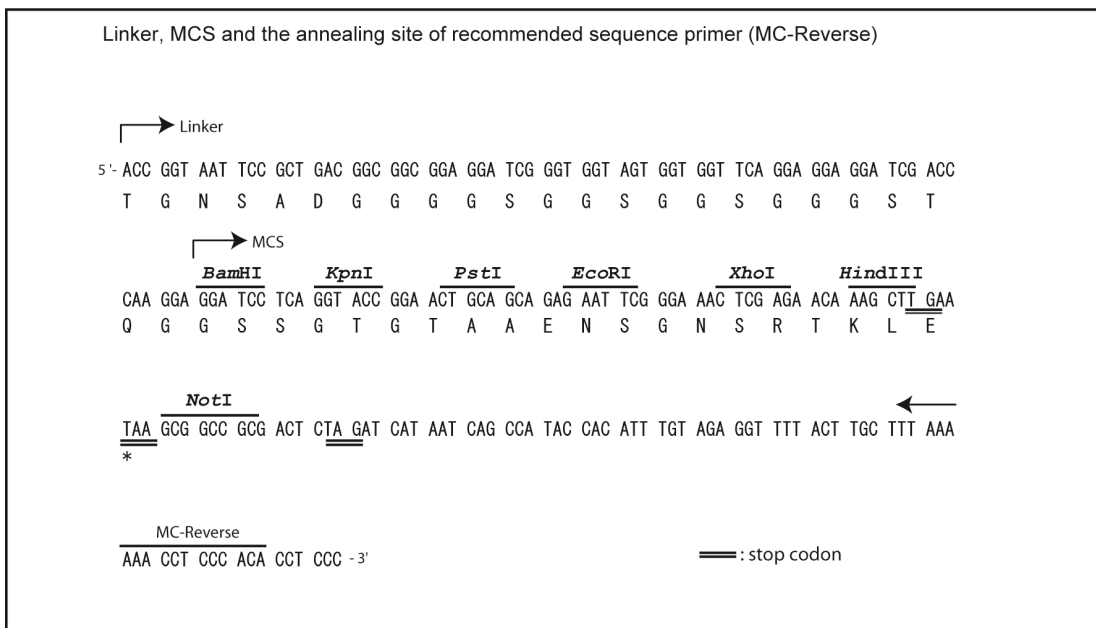 Linker, MCS and the annealing site of recommended sequence primer (MC-Reverse)
Linker
5'- ACC GGT AAT TCC GCT GAC GGC GGC GGA GGA TCG GGT GGT AGT GGT GGT TCA GGA GGA GGA TCG ACC
T G N S A D G G G G S G G S G G S G G G S T
MCS
BamHI KpnI PstI EcoRI XhoI HindIII
CAA GGA GGA TCC TCA GGT ACC GGA ACT GCA GCA GAG AAT TCG GGA AAC TCG AGA ACA AAG CTT GAA
Q G G S S G T G T A A E N S G N S R T K L E
NotI
TAA GCG GCC GCG ACT CTA GAT CAT AAT CAG CCA TAC CAC ATT TGT AGA GGT TTT ACT TGC TTT AAA
*
MC-Reverse
AAA CCT CCC ACA CCT CCC -3'
: stop codon